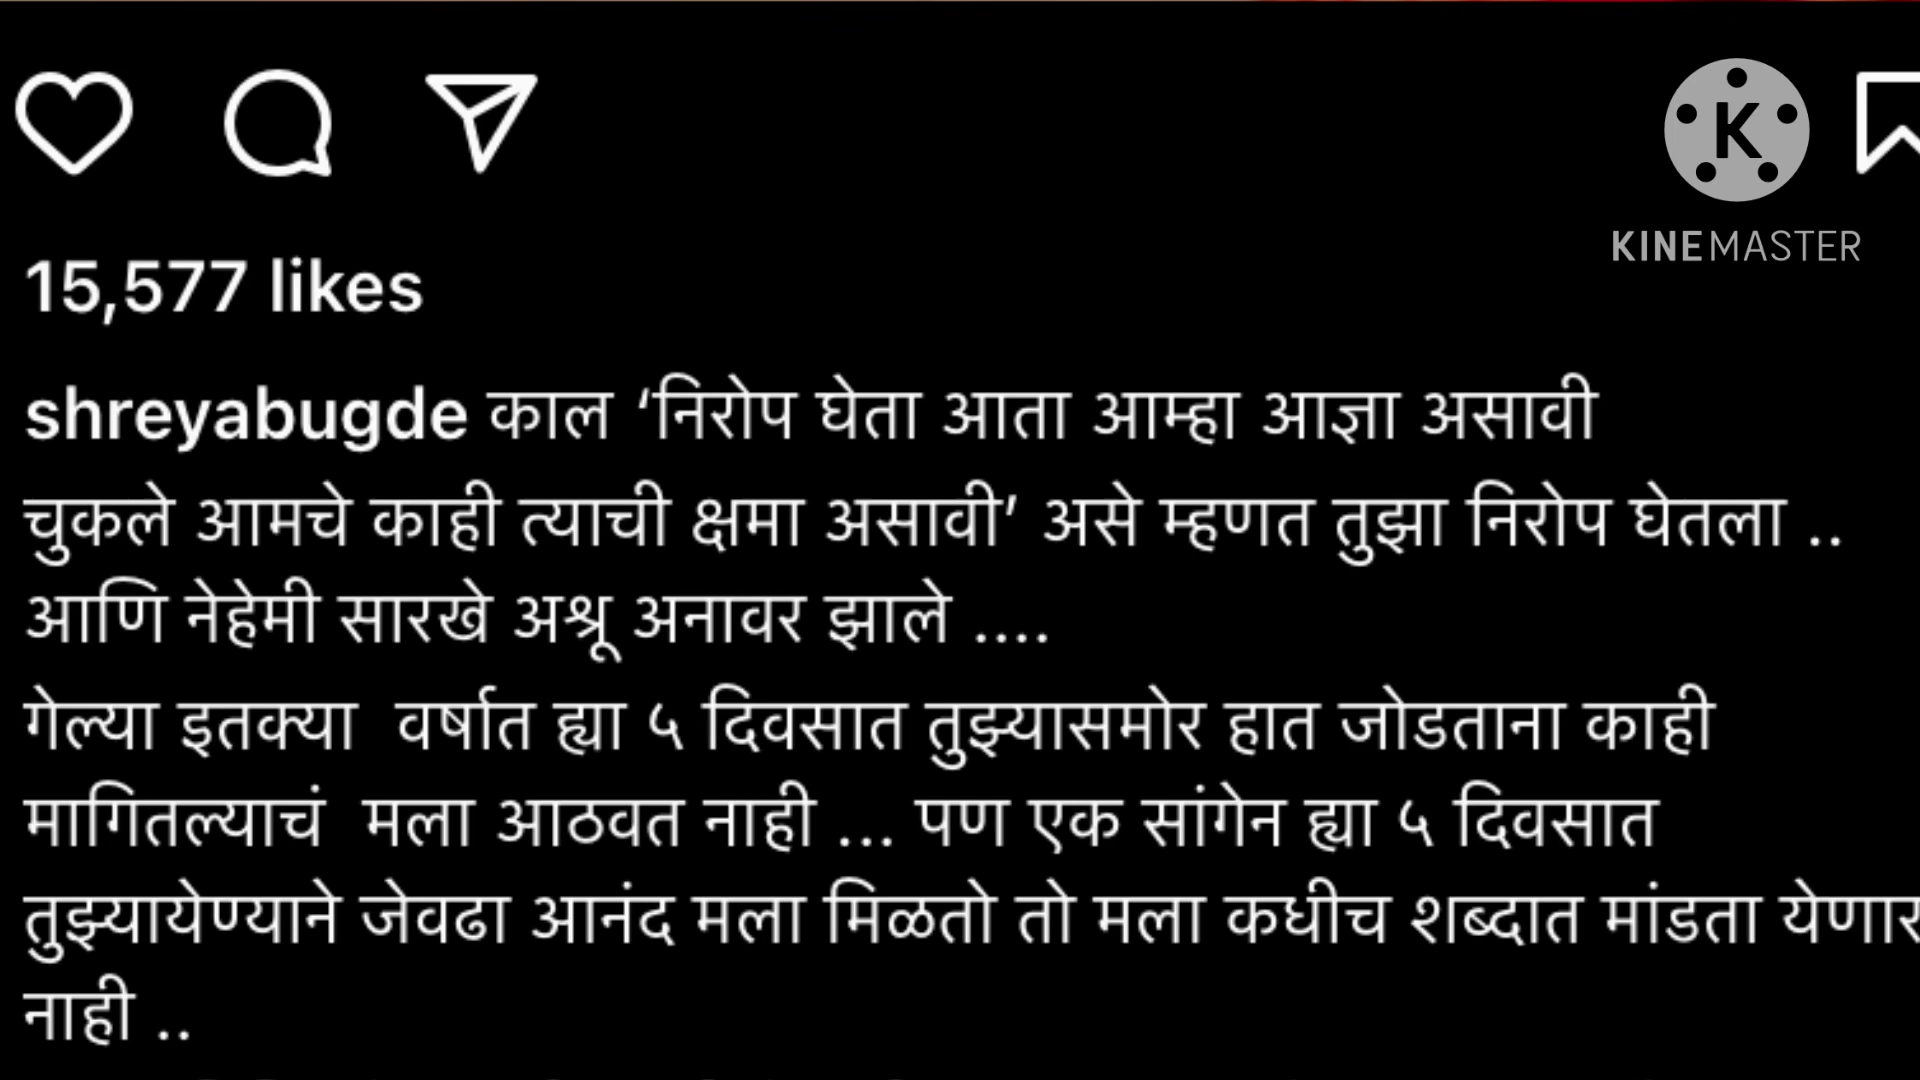 K
KINEMASTER
15,577 likes
shreyabugde काल ‘निरोप घेता आता आम्हा आज्ञा असावी
चुकले आमचे काही त्याची क्षमा असावी’ असे म्हणत तुझा निरोप घेतला ..
आणि नेहेमी सारखे अश्रू अनावर झाले ....
गेल्या इतक्या  वर्षात ह्या ५ दिवसात तुझ्यासमोर हात जोडताना काही
मागितल्याचं  मला आठवत नाही ... पण एक सांगेन ह्या ५ दिवसात
तुझ्यायेण्याने जेवढा आनंद मला मिळतो तो मला कधीच शब्दात मांडता येणार
नाही ..